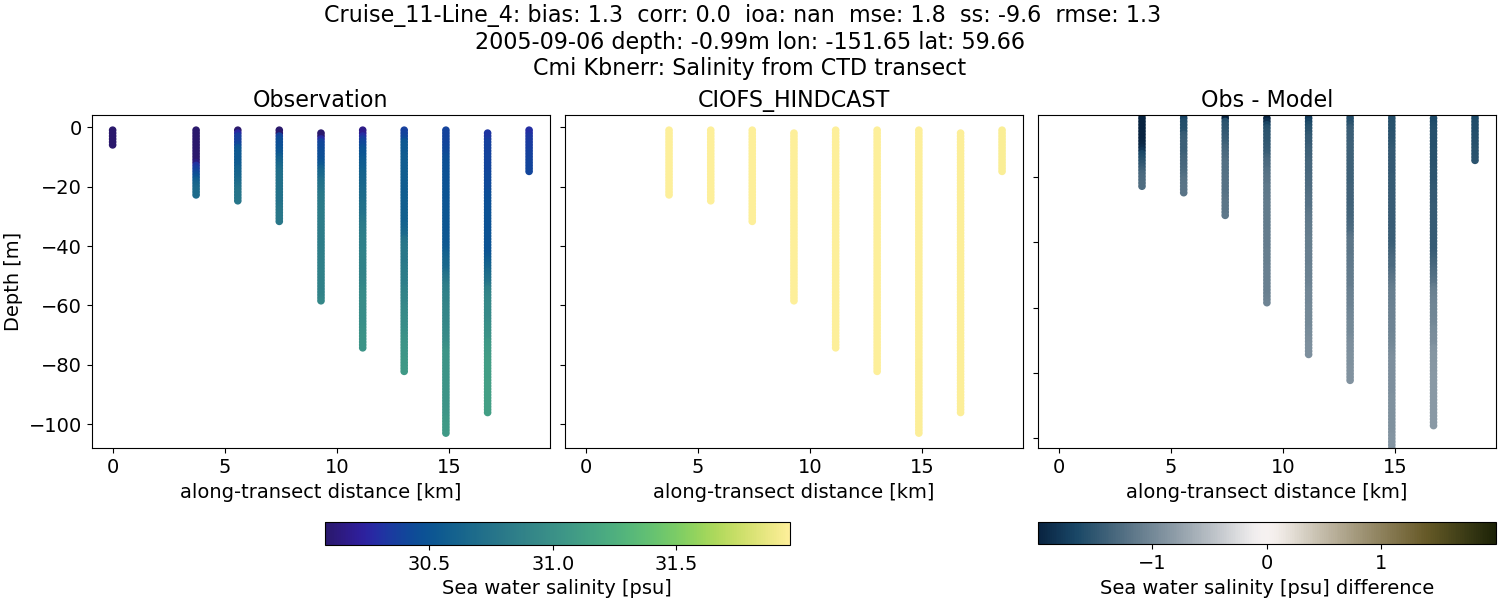 Cruise_11-Line_4: bias: 1.3  corr: 0.0  ioa: nan  mse: 1.8  ss: -9.6  rmse: 1.3
2005-09-06 depth: -0.99m lon: -151.65 lat: 59.66
Cmi Kbnerr: Salinity from CTD transect
Observation
CIOFS_HINDCAST
Obs - Model
Depth [m]
0
−20
−40
−60
−80
−100
0 5 10 15
0 5 10 15
0 5 10 15
along-transect distance [km]
along-transect distance [km]
along-transect distance [km]
30.5 31.0 31.5
Sea water salinity [psu]
−1 0 1
Sea water salinity [psu] difference